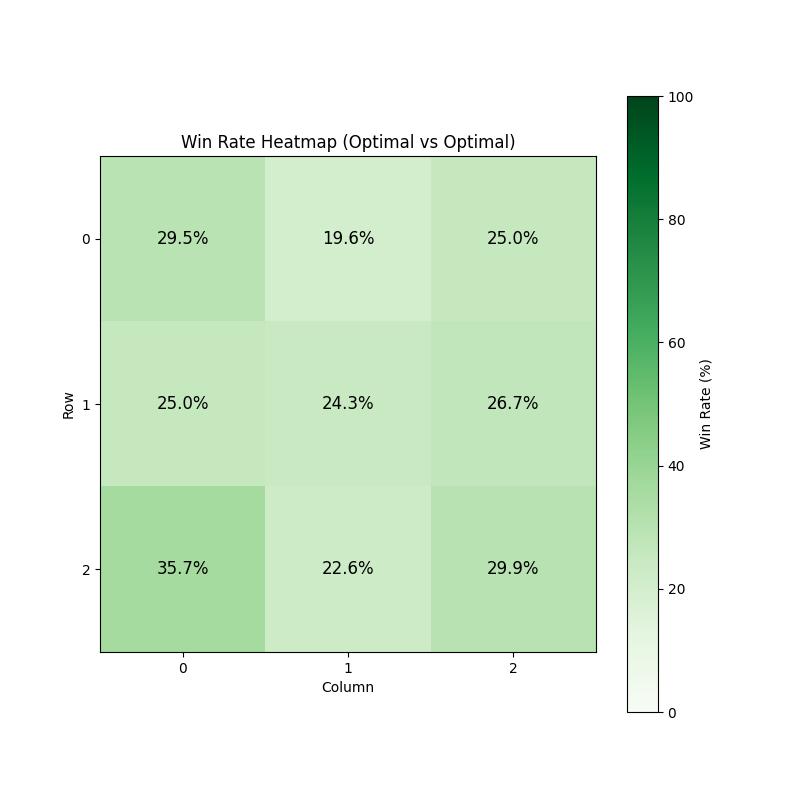 Win Rate Heatmap (Optimal vs Optimal)
100
80
60
40
20
0
Win Rate (%)
0 29.5% 19.6% 25.0%
1 25.0% 24.3% 26.7%
2 35.7% 22.6% 29.9%
Row
0 1 2
Column